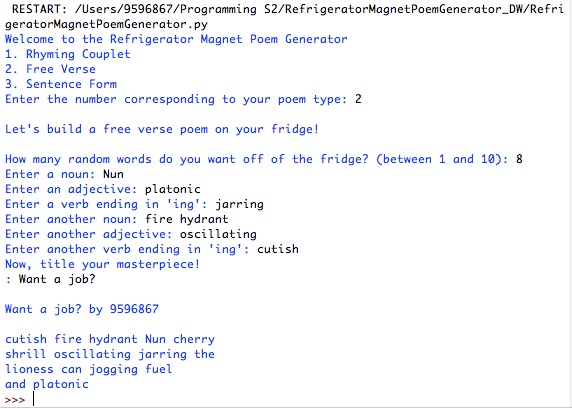 RESTART: /Users/9596867/Programming S2/RefrigeratorMagnetPoemGenerator_DW/Refri
geratorMagnetPoemGenerator.py
Welcome to the Refrigerator Magnet Poem Generator
1. Rhyming Couplet
2. Free Verse
3. Sentence Form
Enter the number corresponding to your poem type: 2
Let's build a free verse poem on your fridge!
How many random words do you want off of the fridge? (between 1 and 10): 8
Enter a noun: Nun
Enter an adjective: platonic
Enter a verb ending in 'ing': jarring
Enter another noun: fire hydrant
Enter another adjective: oscillating
Enter another verb ending in 'ing': cutish
Now, title your masterpiece!
: Want a job?
Want a job? by 9596867
cutish fire hydrant Nun cherry
shrill oscillating jarring the
lioness can jogging fuel
and platonic
>>>